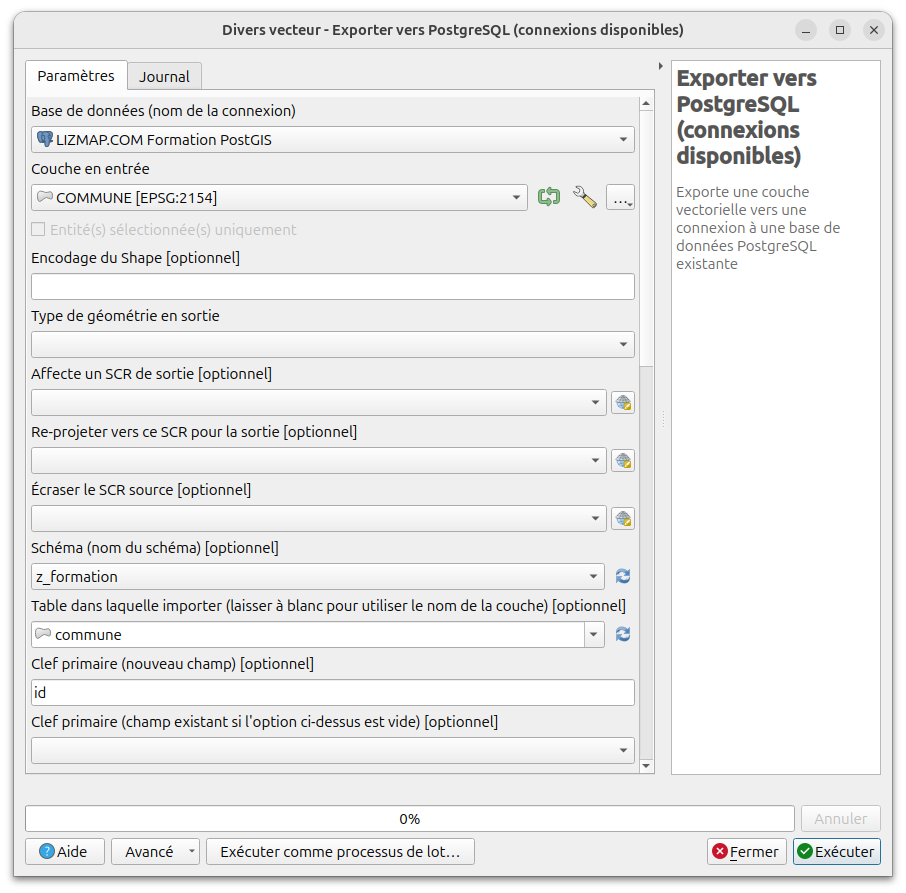 Divers vecteur - Exporter vers PostgreSQL (connexions disponibles)
Paramètres
Journal
Base de données (nom de la connexion)
LIZMAP.COM Formation PostGIS
Couche en entrée
COMMUNE [EPSG:2154]
...
Entité(s) sélectionnée(s) uniquement
Encodage du Shape [optionnel]
Type de géométrie en sortie
Affecte un SCR de sortie [optionnel]
Re-projeter vers ce SCR pour la sortie [optionnel]
Écraser le SCR source [optionnel]
Schéma (nom du schéma) [optionnel]
z_formation
Table dans laquelle importer (laisser à blanc pour utiliser le nom de la couche) [optionnel]
commune
Clef primaire (nouveau champ) [optionnel]
id
Clef primaire (champ existant si l'option ci-dessus est vide) [optionnel]
Exporter vers
PostgreSQL
(connexions
disponibles)
Exporte une couche
vectorielle vers une
connexion à une base de
données PostgreSQL
existante
0%
Annuler
? Aide
Avancé
Exécuter comme processus de lot…
Fermer
Exécuter